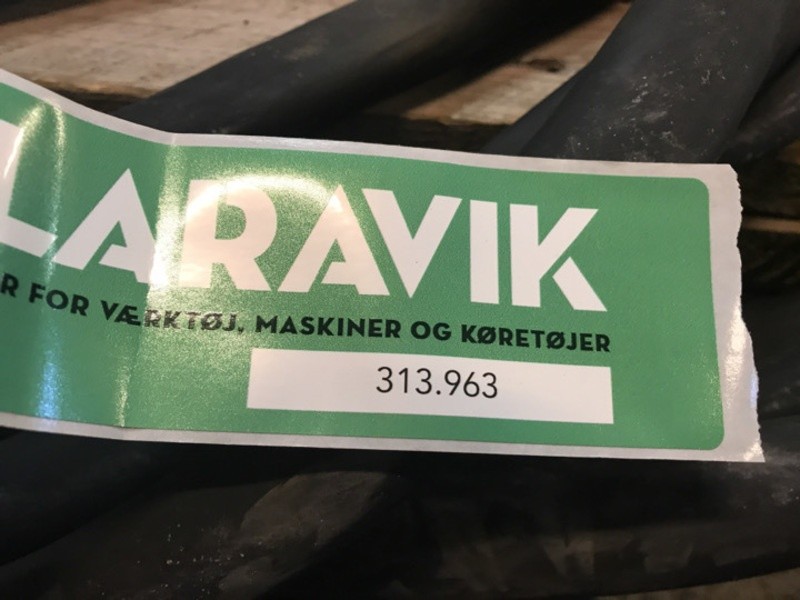 LARAVIK
R FOR VÆRKTØJ, MASKINER OG KØRETØJER
313.963